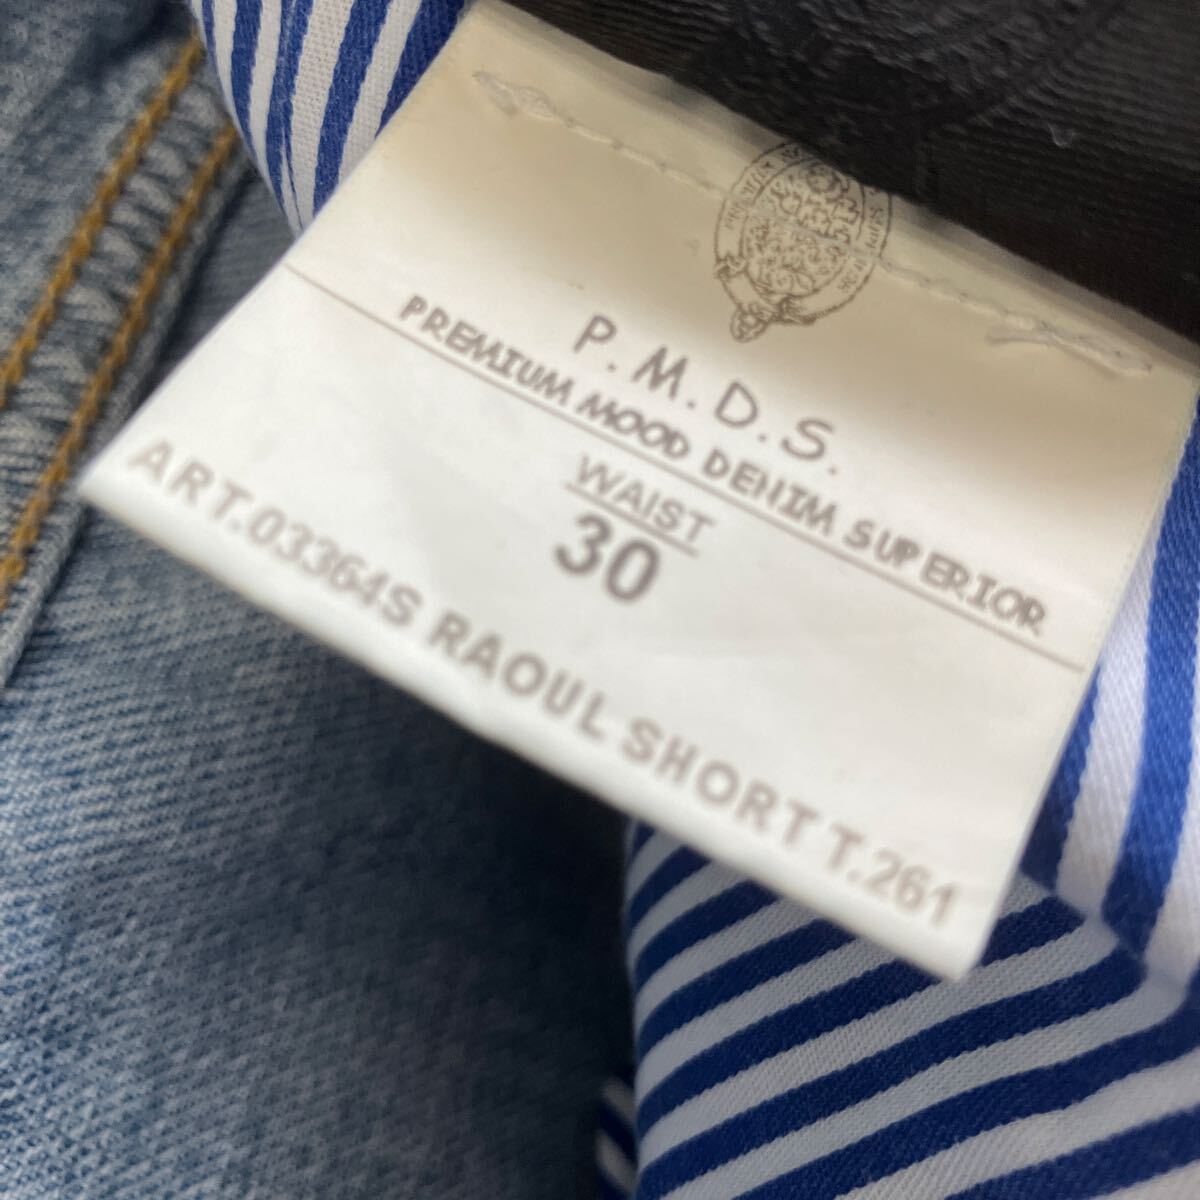 P.M.D.S.
PREMIUM MOOD DENIM SUPERIOR
WAIST
30
ART.03364S RAOUL SHORT T.261